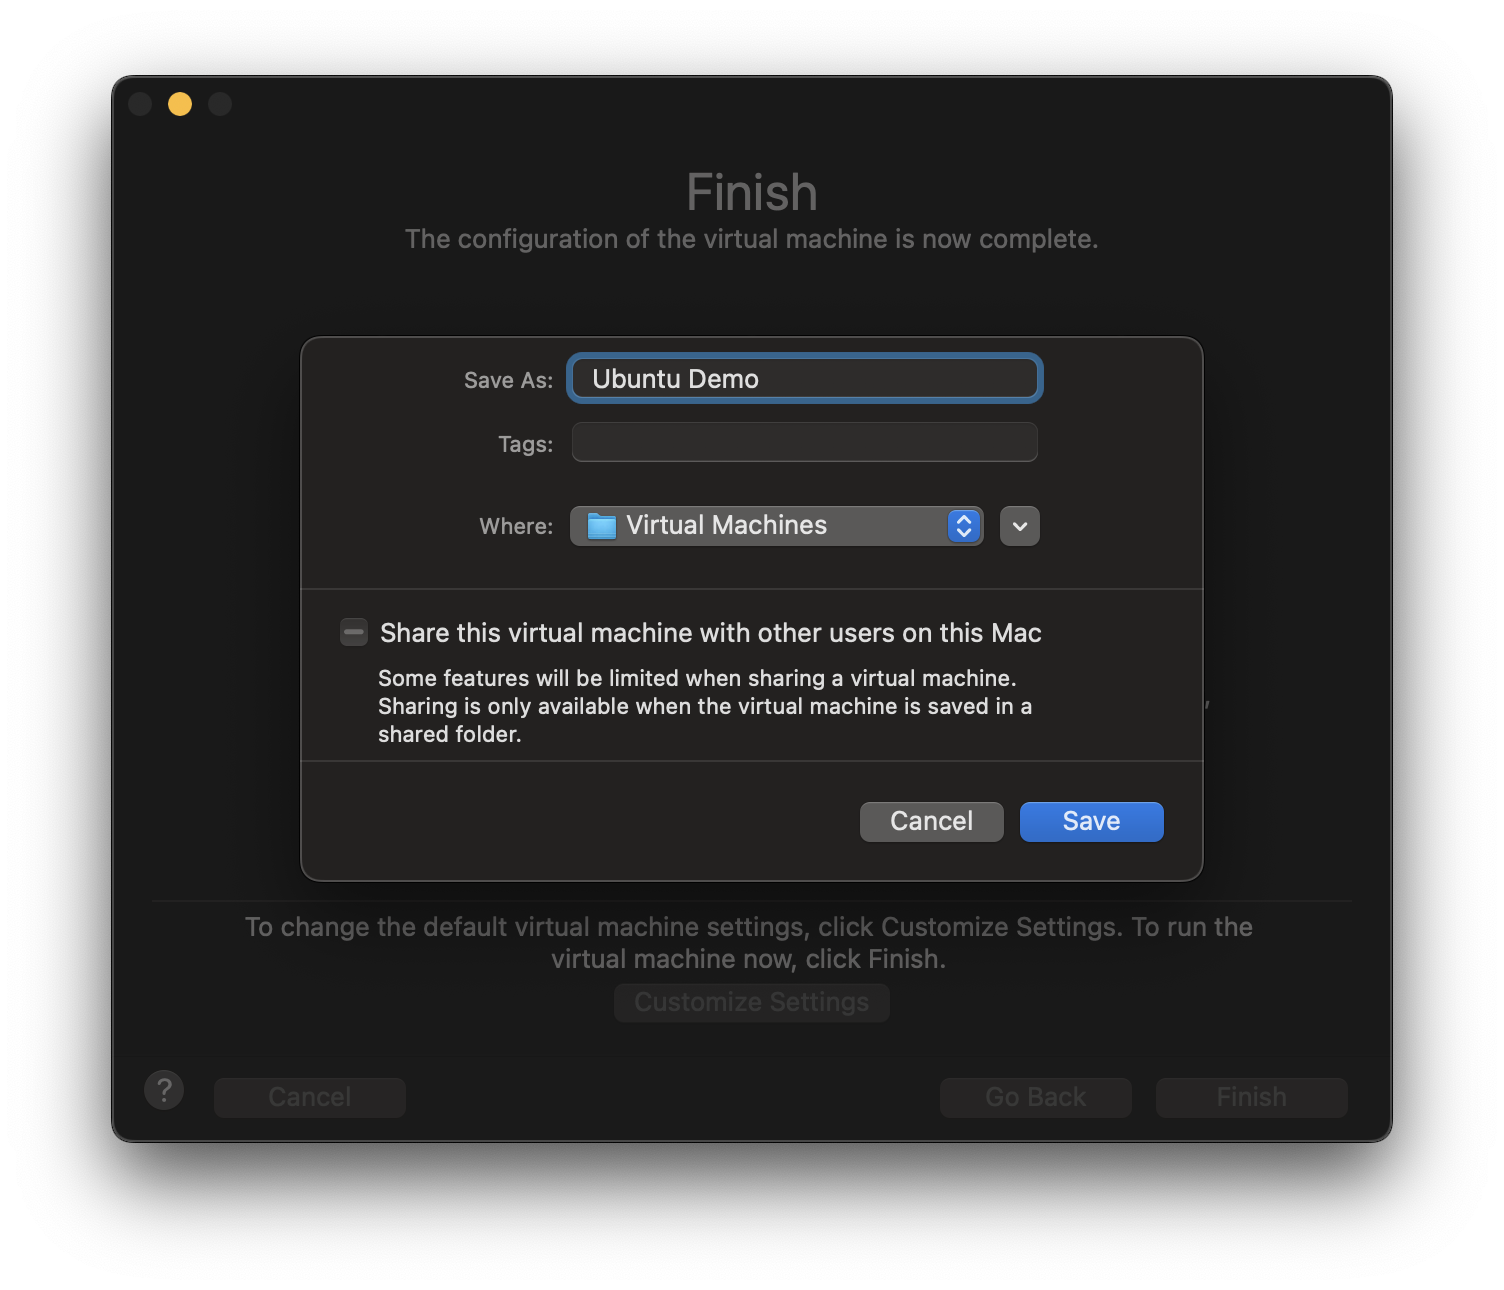 Finish
The configuration of the virtual machine is now complete.
Save As: Ubuntu Demo
Tags:
Where: Virtual Machines
Share this virtual machine with other users on this Mac
Some features will be limited when sharing a virtual machine.
Sharing is only available when the virtual machine is saved in a
shared folder.
Cancel Save
To change the default virtual machine settings, click Customize Settings. To run the
virtual machine now, click Finish.
Customize Settings
? Cancel Go Back Finish